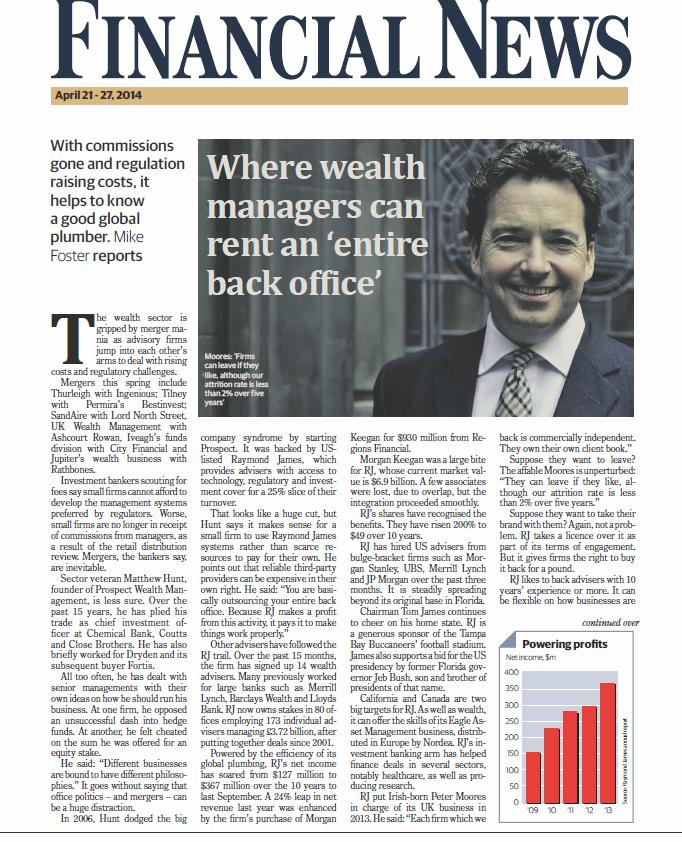 FINANCIAL NEWS
April 21 - 27, 2014
With commissions
gone and regulation
raising costs, it
helps to know
a good global
plumber. Mike
Foster reports
Where wealth
managers can
rent an ‘entire
back office’
Moores: ‘Firms
can leave if they
like, although our
attrition rate is less
than 2% over five
years’
The wealth sector is
gripped by merger ma-
nia as advisory firms
jump into each other’s
arms to deal with rising
costs and regulatory challenges.
Mergers this spring include
Thurleigh with Ingenious; Tilney
with Permira’s Bestinvest;
SandAire with Lord North Street,
UK Wealth Management with
Ashcourt Rowan, Iveagh’s funds
division with City Financial and
Jupiter’s wealth business with
Rathbones.
Investment bankers scouting for
fees say small firms cannot afford to
develop the management systems
preferred by regulators. Worse,
small firms are no longer in receipt
of commissions from managers, as
a result of the retail distribution
review. Mergers, the bankers say,
are inevitable.
Sector veteran Matthew Hunt,
founder of Prospect Wealth Man-
agement, is less sure. Over the
past 15 years, he has plied his
trade as chief investment of-
ficer at Chemical Bank, Coutts
and Close Brothers. He has also
briefly worked for Dryden and its
subsequent buyer Fortis.
All too often, he has dealt with
senior managements with their
own ideas on how he should run his
business. At one firm, he opposed
an unsuccessful dash into hedge
funds. At another, he felt cheated
on the sum he was offered for an
equity stake.
He said: “Different businesses
are bound to have different philoso-
phies.” It goes without saying that
office politics – and mergers – can
be a huge distraction.
In 2006, Hunt dodged the big
company syndrome by starting
Prospect. It was backed by US-
listed Raymond James, which
provides advisers with access to
technology, regulatory and invest-
ment cover for a 25% slice of their
turnover.
That looks like a huge cut, but
Hunt says it makes sense for a
small firm to use Raymond James
systems rather than scarce re-
sources to pay for their own. He
points out that reliable third-party
providers can be expensive in their
own right. He said: “You are basi-
cally outsourcing your entire back
office. Because RJ makes a profit
from this activity, it pays it to make
things work properly.”
Other advisers have followed the
RJ trail. Over the past 15 months,
the firm has signed up 14 wealth
advisers. Many previously worked
for large banks such as Merrill
Lynch, Barclays Wealth and Lloyds
Bank. RJ now owns stakes in 80 of-
fices employing 173 individual ad-
visers managing £3.72 billion, after
putting together deals since 2001.
Powered by the efficiency of its
global plumbing, RJ’s net income
has soared from $127 million to
$367 million over the 10 years to
last September. A 24% leap in net
revenue last year was enhanced
by the firm’s purchase of Morgan
Keegan for $930 million from Re-
gions Financial.
Morgan Keegan was a large bite
for RJ, whose current market val-
ue is $6.9 billion. A few associates
were lost, due to overlap, but the
integration proceeded smoothly.
RJ’s shares have recognised the
benefits. They have risen 200% to
$49 over 10 years.
RJ has hired US advisers from
bulge-bracket firms such as Mor-
gan Stanley, UBS, Merrill Lynch
and JP Morgan over the past three
months. It is steadily spreading
beyond its original base in Florida.
Chairman Tom James continues
to cheer on his home state. RJ is
a generous sponsor of the Tampa
Bay Buccaneers’ football stadium.
James also supports a bid for the US
presidency by former Florida gov-
ernor Jeb Bush, son and brother of
presidents of that name.
California and Canada are two
big targets for RJ. As well as wealth,
it can offer the skills of its Eagle As-
set Management business, distrib-
uted in Europe by Nordea. RJ’s in-
vestment banking arm has helped
finance deals in several sectors,
notably healthcare, as well as pro-
ducing research.
RJ put Irish-born Peter Moores
in charge of its UK business in
2013. He said: “Each firm which we
back is commercially independent.
They own their own client book.”
Suppose they want to leave?
The affable Moores is unperturbed:
“They can leave if they like, al-
though our attrition rate is less
than 2% over five years.”
Suppose they want to take their
brand with them? Again, not a prob-
lem. RJ takes a licence over it as
part of its terms of engagement.
But it gives firms the right to buy
it back for a pound.
RJ likes to back advisers with 10
years’ experience or more. It can
be flexible on how businesses are
continued over
Powering profits
Net income, $m
400
350
300
250
200
150
100
50
0
’09 ’10 ’11 ’12 ’13
Source: Raymond James annual report